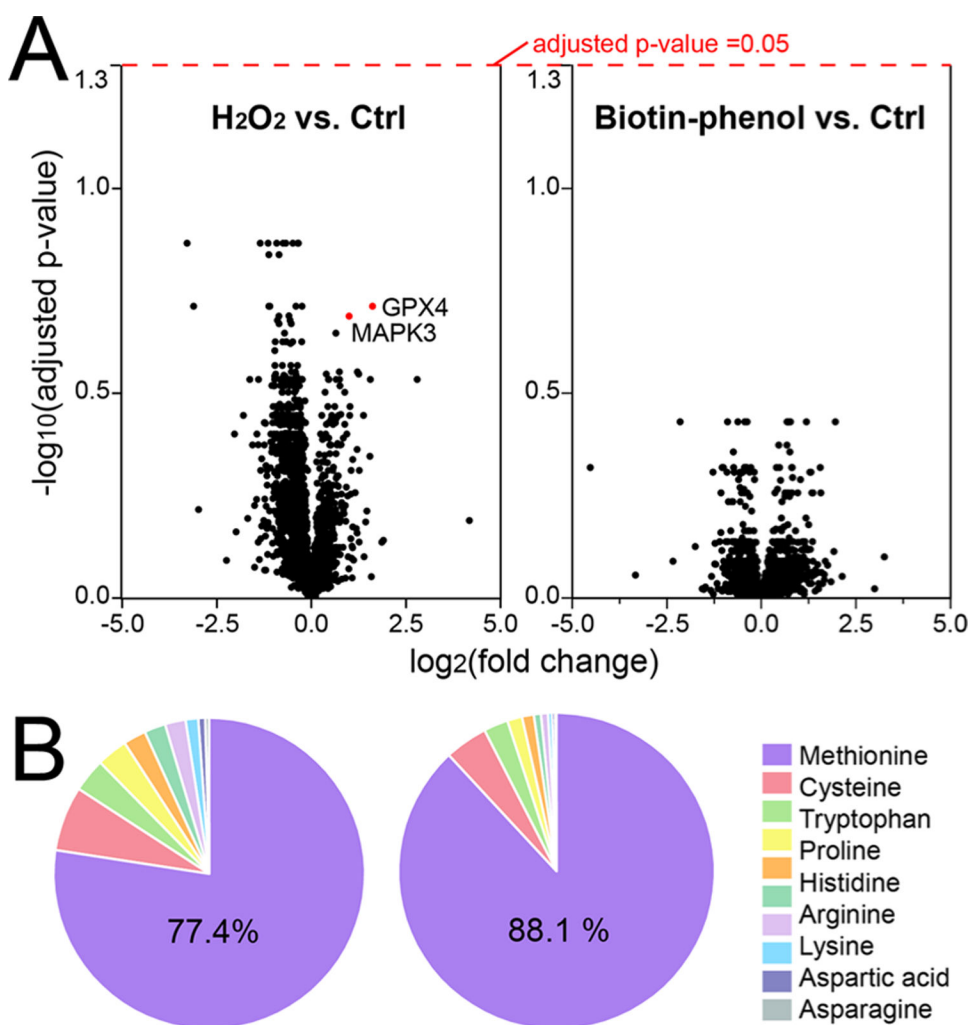 A
adjusted p-value =0.05
1.3
H₂O₂ vs. Ctrl
1.0
GPX4
MAPK3
0.5
0.0
-5.0 -2.5 0.0 2.5 5.0
-log₁₀(adjusted p-value)
1.3
Biotin-phenol vs. Ctrl
1.0
0.5
0.0
-5.0 -2.5 0.0 2.5 5.0
log₂(fold change)
B
77.4%
88.1 %
Methionine
Cysteine
Tryptophan
Proline
Histidine
Arginine
Lysine
Aspartic acid
Asparagine